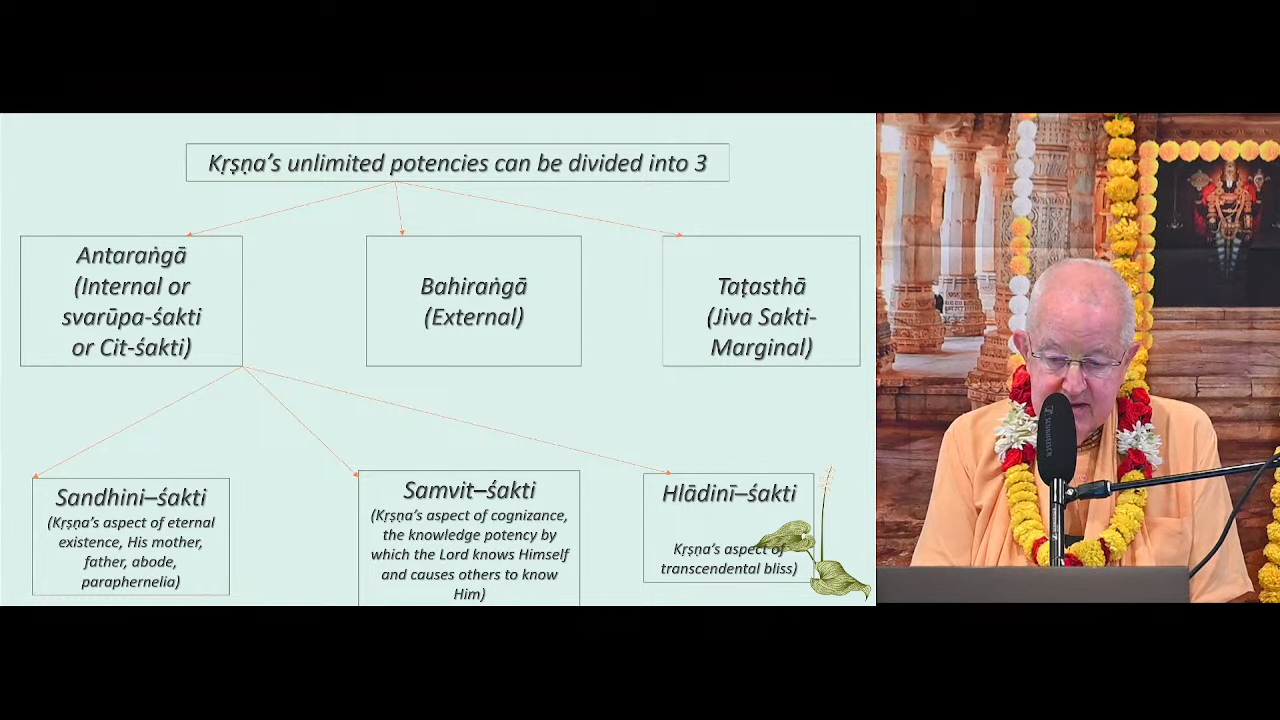 Kṛṣṇa's unlimited potencies can be divided into 3
Antaraṅgā
(Internal or
svarūpa-śakti
or Cit-śakti)
Bahiraṅgā
(External)
Taṭasthā
(Jiva Sakti-
Marginal)
Sandhini–śakti
(Kṛṣṇa's aspect of eternal
existence, His mother,
father, abode,
paraphernelia)
Samvit–śakti
(Kṛṣṇa's aspect of cognizance,
the knowledge potency by
which the Lord knows Himself
and causes others to know
Him)
Hlādinī–śakti
Kṛṣṇa's aspect of
transcendental bliss)